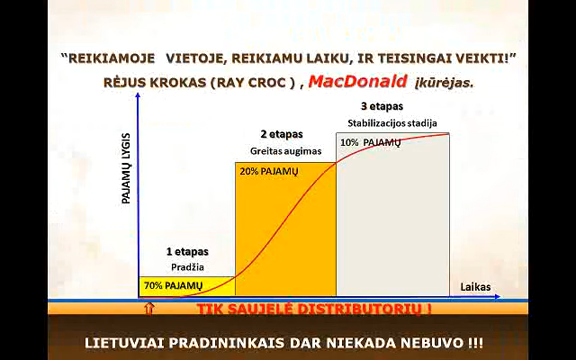 “REIKIAMOJE VIETOJE, REIKIAMU LAIKU, IR TEISINGAI VEIKTI!”
RĖJUS KROKAS (RAY CROC ) , MacDonald įkūrėjas.
3 etapas
Stabilizacijos stadija
10% PAJAMŲ
2 etapas
Greitas augimas
20% PAJAMŲ
PAJAMŲ LYGIS
1 etapas
Pradžia
70% PAJAMŲ
Laikas
TIK SAUJELĖ DISTRIBUTORIŲ !
LIETUVIAI PRADININKAIS DAR NIEKADA NEBUVO !!!